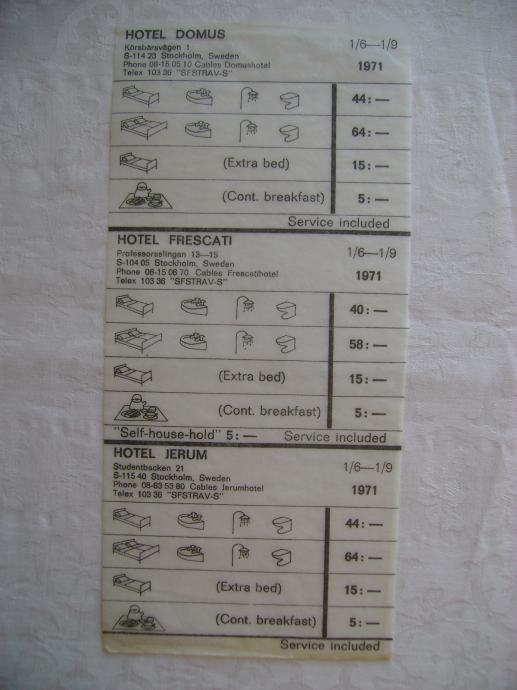 HOTEL DOMUS
Körsbärsvägen 1
S-114 23 Stockholm, Sweden
Phone 08-15 05 10 Cables Domushotel
Telex 103 36 "SFSTRAV-S"
1/6—1/9
1971
44:—
64:—
(Extra bed) 15:—
(Cont. breakfast) 5:—
Service included
HOTEL FRESCATI
Professorslingan 13—15
S-104 05 Stockholm, Sweden
Phone 08-15 06 70 Cables Frescatihotel
Telex 103 36 "SFSTRAV-S"
1/6—1/9
1971
40:—
58:—
(Extra bed) 15:—
(Cont. breakfast) 5:—
"Self-house-hold" 5:— Service included
HOTEL JERUM
Studentbacken 21
S-115 40 Stockholm, Sweden
Phone 08-63 53 80 Cables Jerumhotel
Telex 103 36 "SFSTRAV-S"
1/6—1/9
1971
44:—
64:—
(Extra bed) 15:—
(Cont. breakfast) 5:—
Service included